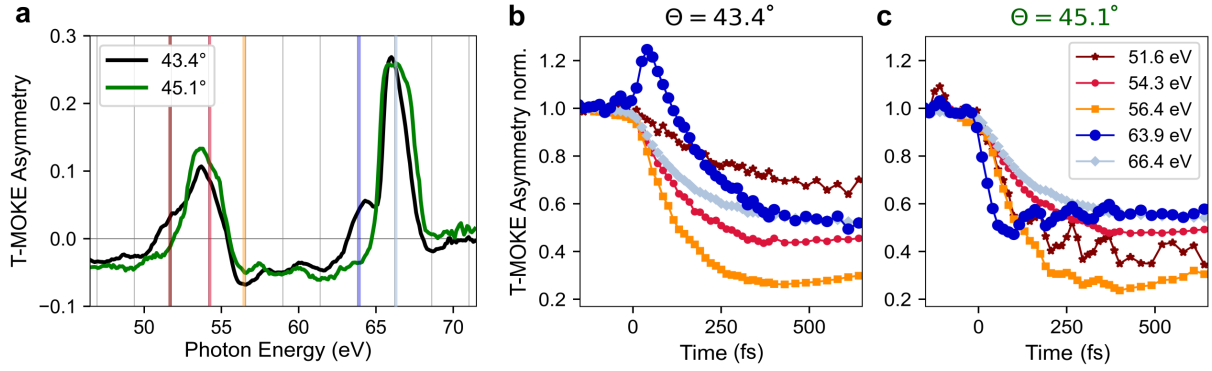 a
0.3
0.2
0.1
0.0
−0.1
T-MOKE Asymmetry
43.4°
45.1°
50
55
60
65
70
Photon Energy (eV)
b
Θ = 43.4°
T-MOKE Asymmetry norm.
1.2
1.0
0.8
0.6
0.4
0.2
0
250
500
Time (fs)
c
Θ = 45.1°
1.2
1.0
0.8
0.6
0.4
0.2
51.6 eV
54.3 eV
56.4 eV
63.9 eV
66.4 eV
0
250
500
Time (fs)